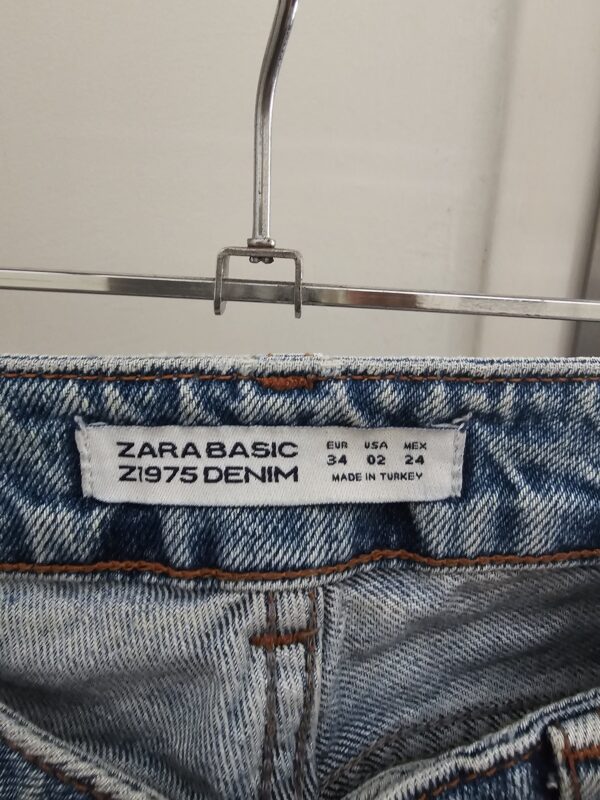 ZARA BASIC
Z1975 DENIM
EUR USA MEX
34 02 24
MADE IN TURKEY